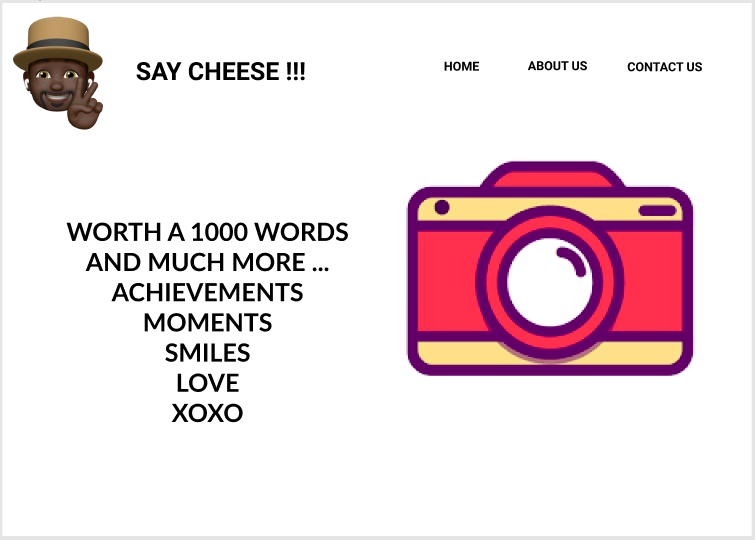 SAY CHEESE !!!
HOME
ABOUT US
CONTACT US
WORTH A 1000 WORDS
AND MUCH MORE ...
ACHIEVEMENTS
MOMENTS
SMILES
LOVE
XOXO